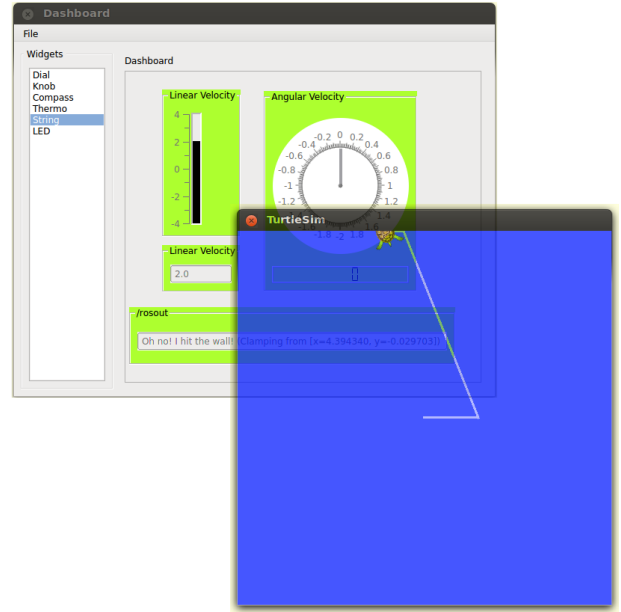 Dashboard
File
Widgets
Dial
Knob
Compass
Thermo
String
LED
Dashboard
Linear Velocity
4
2
0
-2
-4
Angular Velocity
-0.2 0 0.2
-0.4 0.4
-0.6 0.6
-0.8 0.8
-1 1
-1.2 1.2
1.4
1.6
-1.8 -2 1.8
0
Linear Velocity
2.0
/rosout
Oh no! I hit the wall! (Clamping from [x=4.394340, y=-0.029703])
TurtleSim